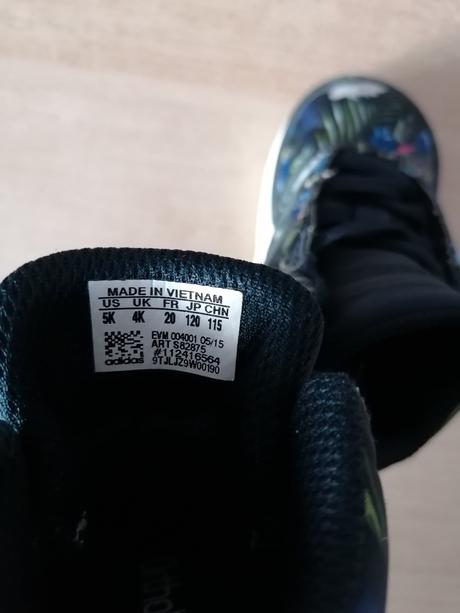 MADE IN VIETNAM
US UK FR JP CHN
5K 4K 20 120 115
EVM 004001 05/15
ART S82875
#112416564
adidas 9TJLJZ9W00190